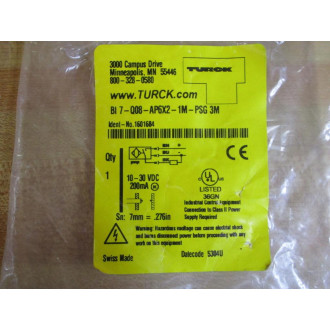 3000 Campus Drive
Minneapolis, MN 55446
800-328-0580
TURCK
www.TURCK.com
BI 7-Q08-AP6X2-1M-PSG 3M
Ident-No.1601684
Qty
1
10-30 VDC
200mA
Sn: 7mm = .276in
CE
UL
LISTED
36GN
Industrial Control Equipment
Connection to Class II Power
Supply Required
Warning: Hazardous voltage can cause electrical shock
and burns. Disconnect power before proceeding with any
work on this equipment.
Swiss Made
Datecode